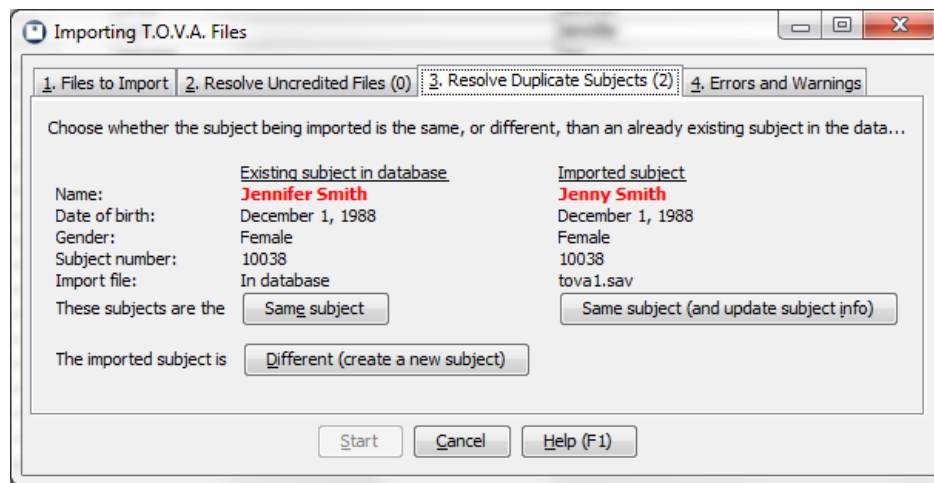 Importing T.O.V.A. Files
1. Files to Import 2. Resolve Uncredited Files (0) 3. Resolve Duplicate Subjects (2) 4. Errors and Warnings
Choose whether the subject being imported is the same, or different, than an already existing subject in the data...
Existing subject in database Imported subject
Name: Jennifer Smith Jenny Smith
Date of birth: December 1, 1988 December 1, 1988
Gender: Female Female
Subject number: 10038 10038
Import file: In database tova1.sav
These subjects are the Same subject Same subject (and update subject info)
The imported subject is Different (create a new subject)
Start Cancel Help (F1)